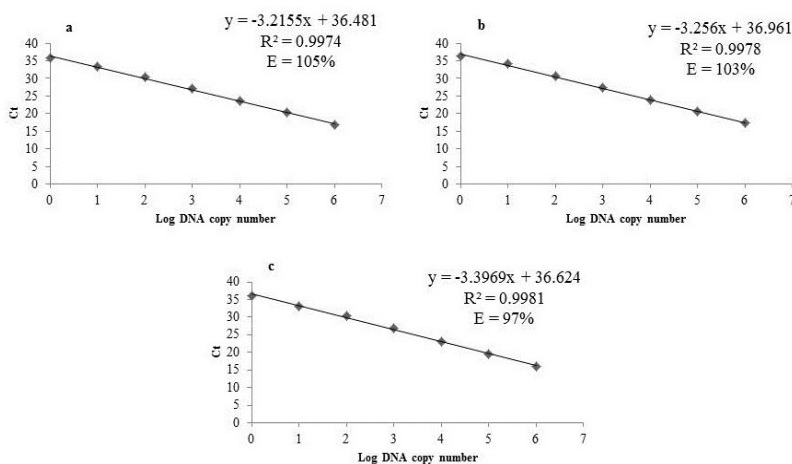 a
y = -3.2155x + 36.481
R² = 0.9974
E = 105%
40
35
30
25
20
15
10
5
0
Ct
0 1 2 3 4 5 6 7
Log DNA copy number
b
y = -3.256x + 36.961
R² = 0.9978
E = 103%
40
35
30
25
20
15
10
5
0
Ct
0 1 2 3 4 5 6 7
Log DNA copy number
c
y = -3.3969x + 36.624
R² = 0.9981
E = 97%
40
35
30
25
20
15
10
5
0
Ct
0 1 2 3 4 5 6 7
Log DNA copy number